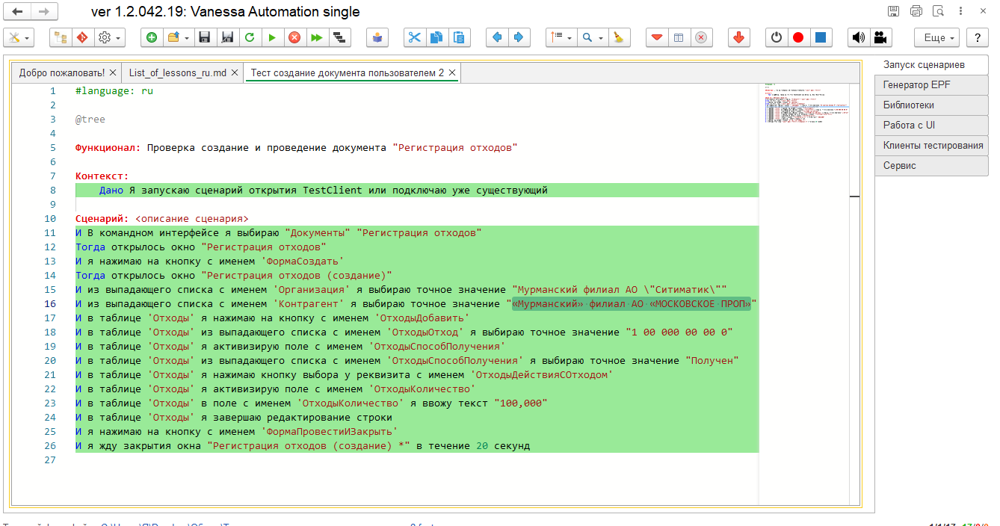 ver 1.2.042.19: Vanessa Automation single
Еще
?
Добро пожаловать!
List_of_lessons_ru.md
Тест создание документа пользователем 2
Запуск сценариев
Генератор EPF
Библиотеки
Работа с UI
Клиенты тестирования
Сервис
1 #language: ru
2
3 @tree
4
5 Функционал: Проверка создание и проведение документа "Регистрация отходов"
6
7 Контекст:
8 Дано Я запускаю сценарий открытия TestClient или подключаю уже существующий
9
10 Сценарий: <описание сценария>
11 И В командном интерфейсе я выбираю "Документы" "Регистрация отходов"
12 Тогда открылось окно "Регистрация отходов"
13 И я нажимаю на кнопку с именем 'ФормаСоздать'
14 Тогда открылось окно "Регистрация отходов (создание)"
15 И из выпадающего списка с именем 'Организация' я выбираю точное значение "Мурманский филиал АО \"Ситиматик\""
16 И из выпадающего списка с именем 'Контрагент' я выбираю точное значение "«Мурманский» филиал АО «МОСКОВСКОЕ ПРОП»"
17 И в таблице 'Отходы' я нажимаю на кнопку с именем 'ОтходыДобавить'
18 И в таблице 'Отходы' из выпадающего списка с именем 'ОтходыОтход' я выбираю точное значение "1 00 000 00 00 0"
19 И в таблице 'Отходы' я активизирую поле с именем 'ОтходыСпособПолучения'
20 И в таблице 'Отходы' из выпадающего списка с именем 'ОтходыСпособПолучения' я выбираю точное значение "Получен"
21 И в таблице 'Отходы' я нажимаю кнопку выбора у реквизита с именем 'ОтходыДействияСОтходом'
22 И в таблице 'Отходы' я активизирую поле с именем 'ОтходыКоличество'
23 И в таблице 'Отходы' в поле с именем 'ОтходыКоличество' я ввожу текст "100,000"
24 И в таблице 'Отходы' я завершаю редактирование строки
25 И я нажимаю на кнопку с именем 'ФормаПровестиИЗакрыть'
26 И я жду закрытия окна "Регистрация отходов (создание) *" в течение 20 секунд
27